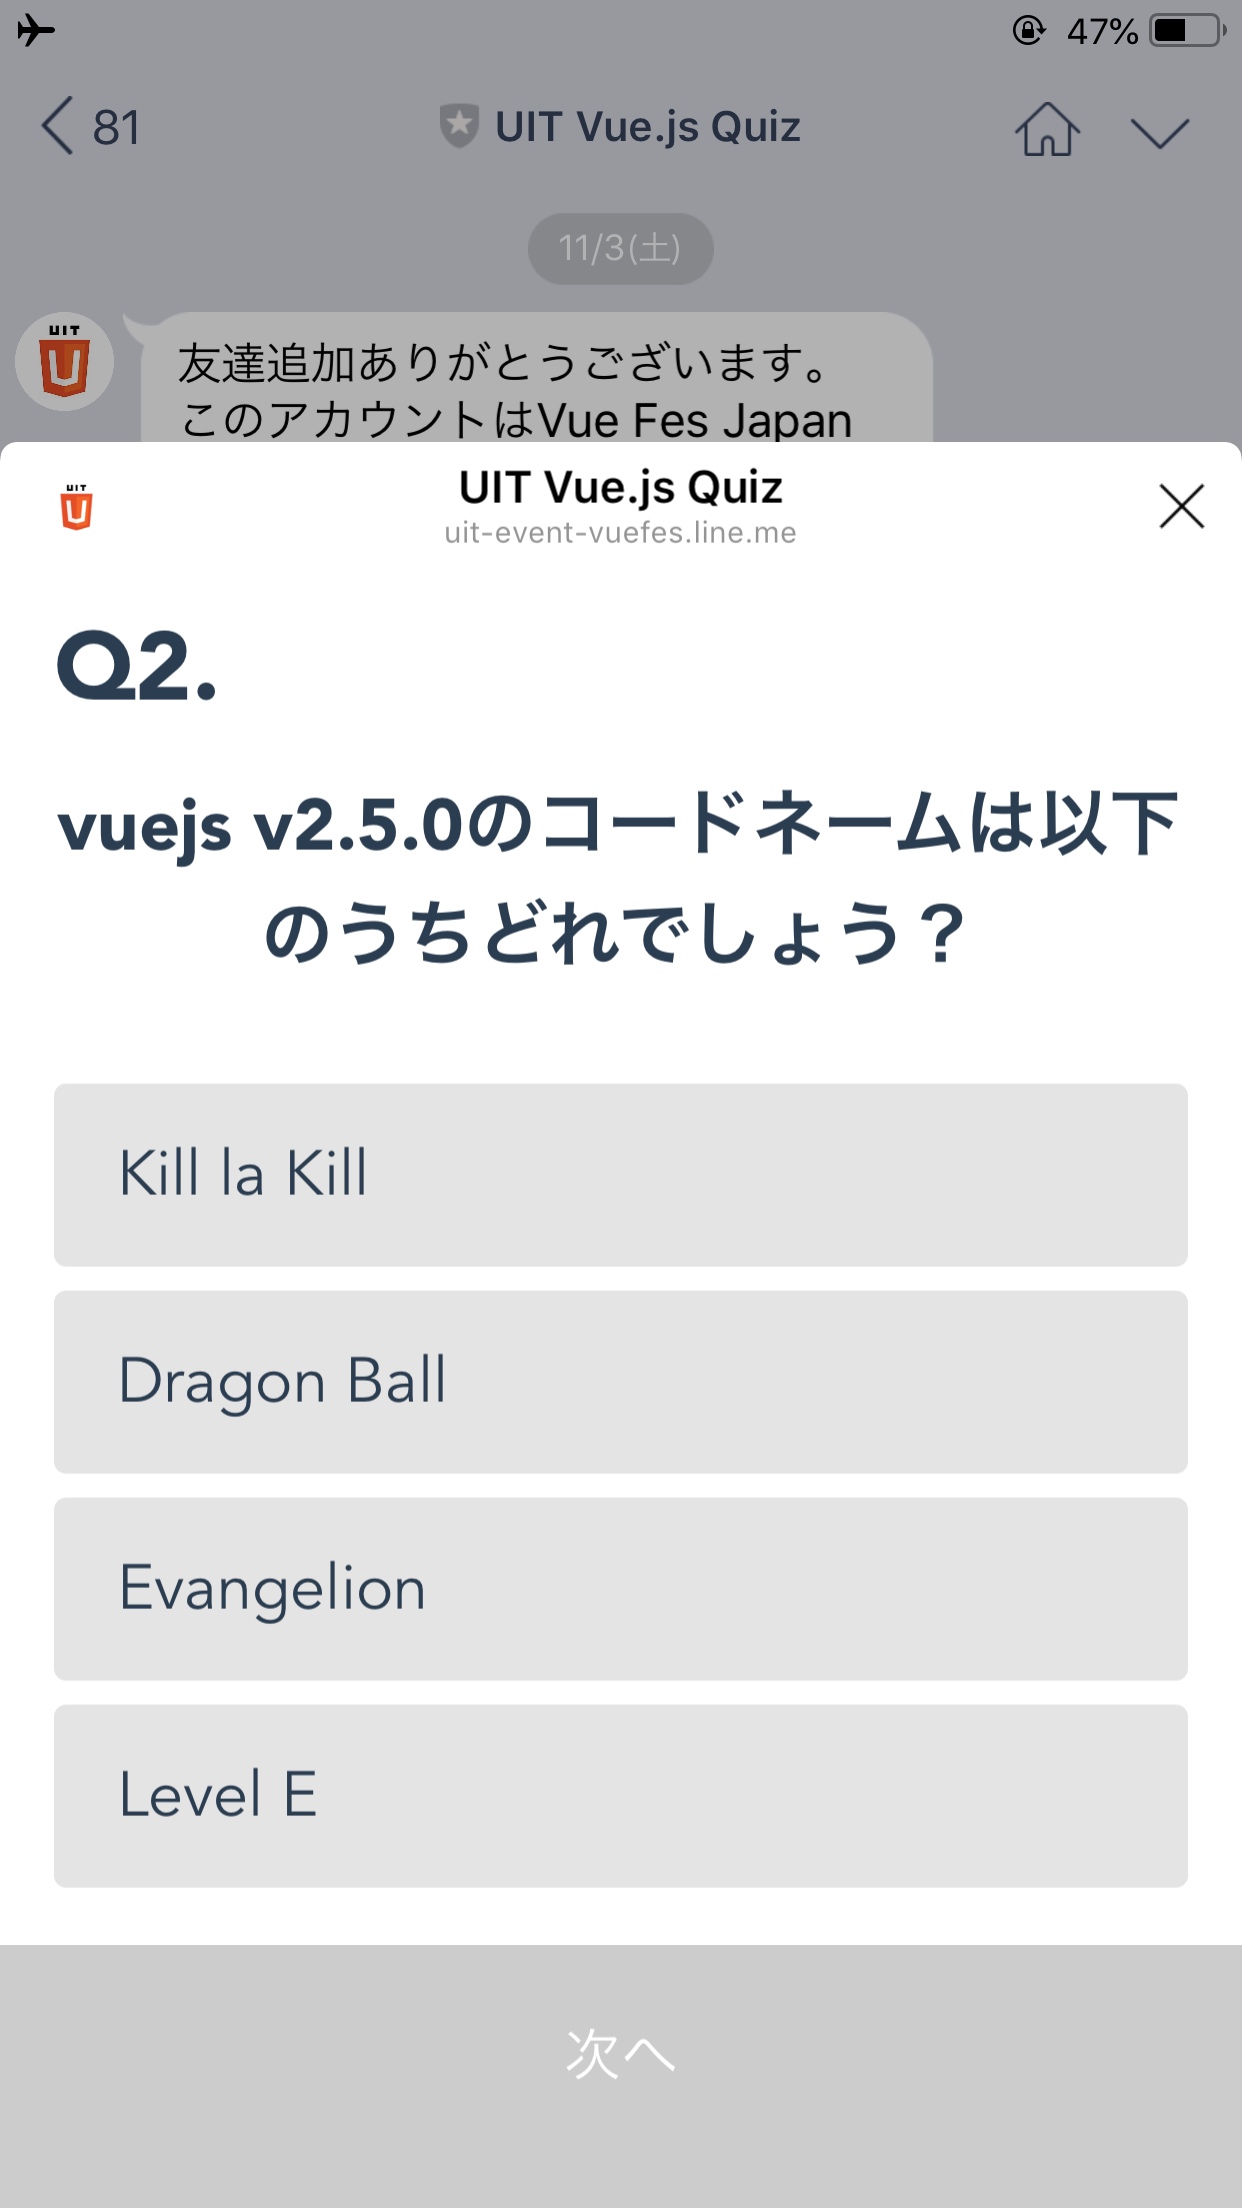 47%
81
UIT Vue.js Quiz
11/3(土)
UIT
友達追加ありがとうございます。
このアカウントはVue Fes Japan
UIT
UIT Vue.js Quiz
uit-event-vuefes.line.me
Q2.
vuejs v2.5.0のコードネームは以下
のうちどれでしょう？
Kill la Kill
Dragon Ball
Evangelion
Level E
次へ